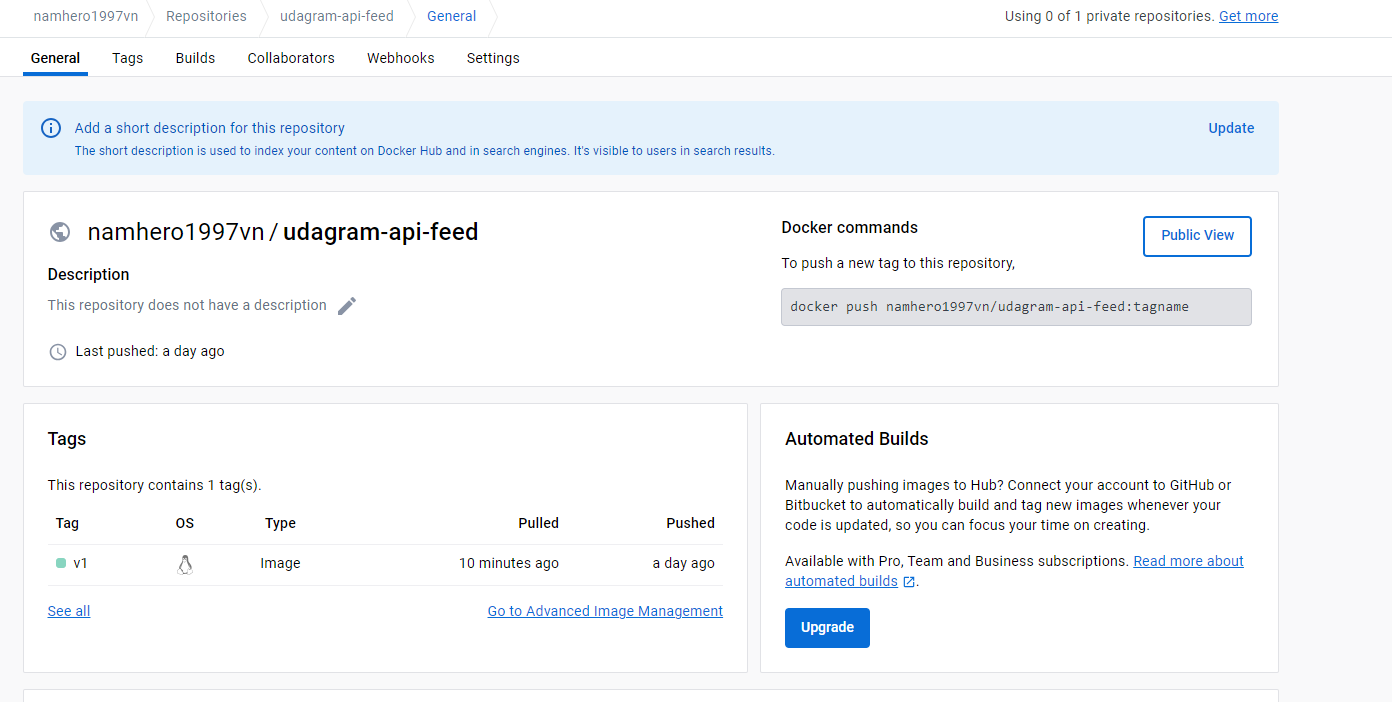 namhero1997vn Repositories udagram-api-feed General Using 0 of 1 private repositories. Get more
General Tags Builds Collaborators Webhooks Settings
Add a short description for this repository Update
The short description is used to index your content on Docker Hub and in search engines. It's visible to users in search results.
namhero1997vn / udagram-api-feed
Description
This repository does not have a description
Last pushed: a day ago
Docker commands
Public View
To push a new tag to this repository,
docker push namhero1997vn/udagram-api-feed:tagname
Tags
This repository contains 1 tag(s).
Tag OS Type Pulled Pushed
v1 Image 10 minutes ago a day ago
See all Go to Advanced Image Management
Automated Builds
Manually pushing images to Hub? Connect your account to GitHub or
Bitbucket to automatically build and tag new images whenever your
code is updated, so you can focus your time on creating.
Available with Pro, Team and Business subscriptions. Read more about
automated builds .
Upgrade